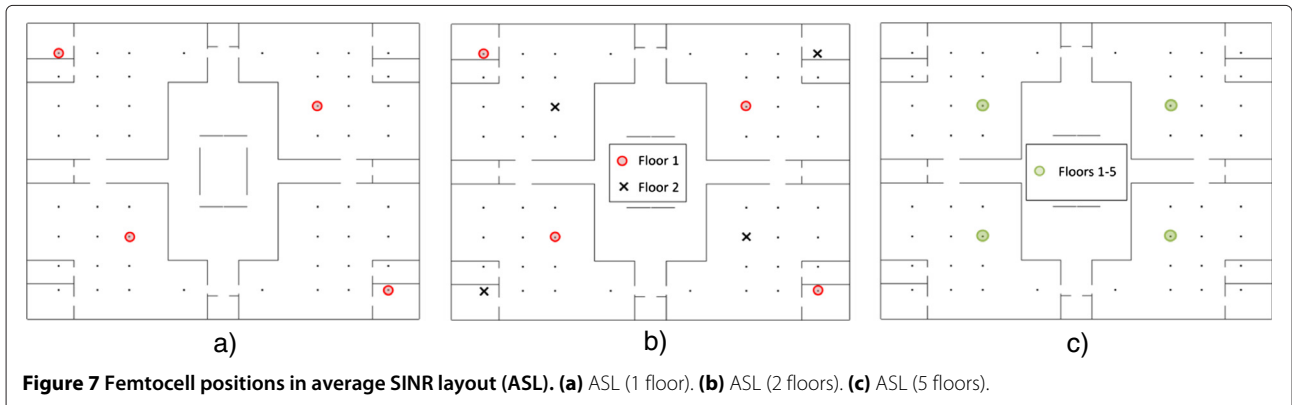 Floor 1
Floor 2
Floors 1-5
a)
b)
c)
Figure 7 Femtocell positions in average SINR layout (ASL). (a) ASL (1 floor). (b) ASL (2 floors). (c) ASL (5 floors).